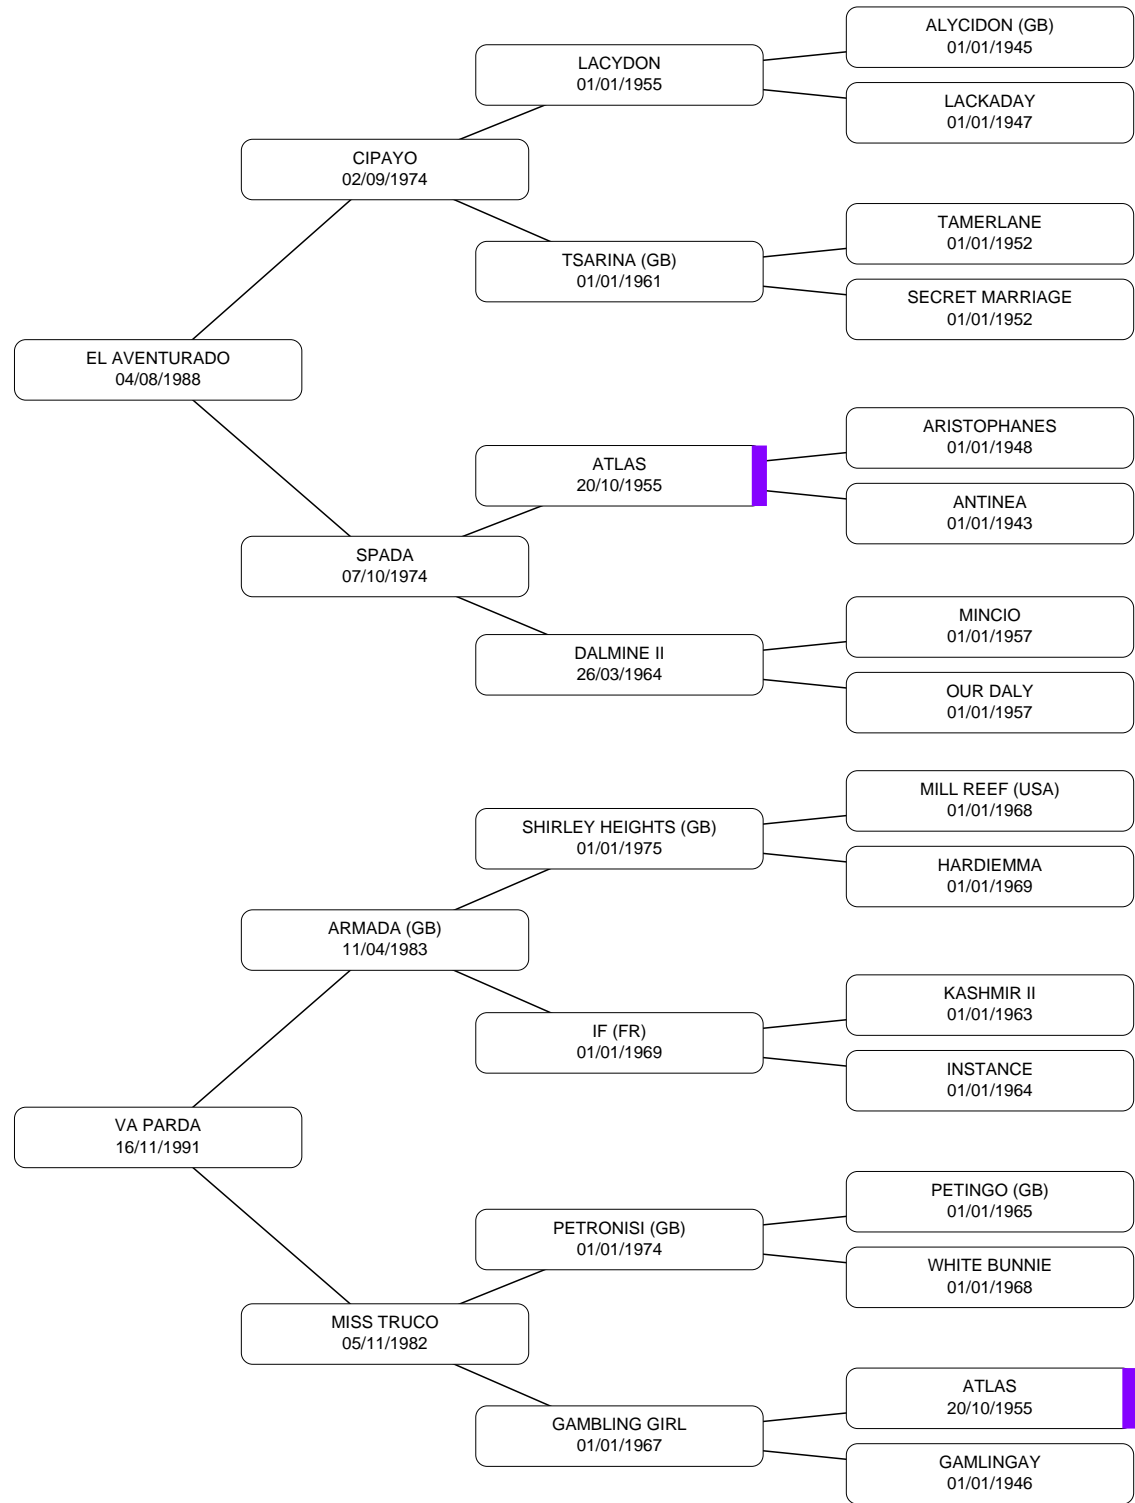 ALYCIDON (GB)
01/01/1945
LACYDON
01/01/1955
LACKADAY
01/01/1947
CIPAYO
02/09/1974
TAMERLANE
01/01/1952
TSARINA (GB)
01/01/1961
SECRET MARRIAGE
01/01/1952
EL AVENTURADO
04/08/1988
ARISTOPHANES
01/01/1948
ATLAS
20/10/1955
ANTINEA
01/01/1943
SPADA
07/10/1974
MINCIO
01/01/1957
DALMINE II
26/03/1964
OUR DALY
01/01/1957
MILL REEF (USA)
01/01/1968
SHIRLEY HEIGHTS (GB)
01/01/1975
HARDIEMMA
01/01/1969
ARMADA (GB)
11/04/1983
KASHMIR II
01/01/1963
IF (FR)
01/01/1969
INSTANCE
01/01/1964
VA PARDA
16/11/1991
PETINGO (GB)
01/01/1965
PETRONISI (GB)
01/01/1974
WHITE BUNNIE
01/01/1968
MISS TRUCO
05/11/1982
ATLAS
20/10/1955
GAMBLING GIRL
01/01/1967
GAMLINGAY
01/01/1946